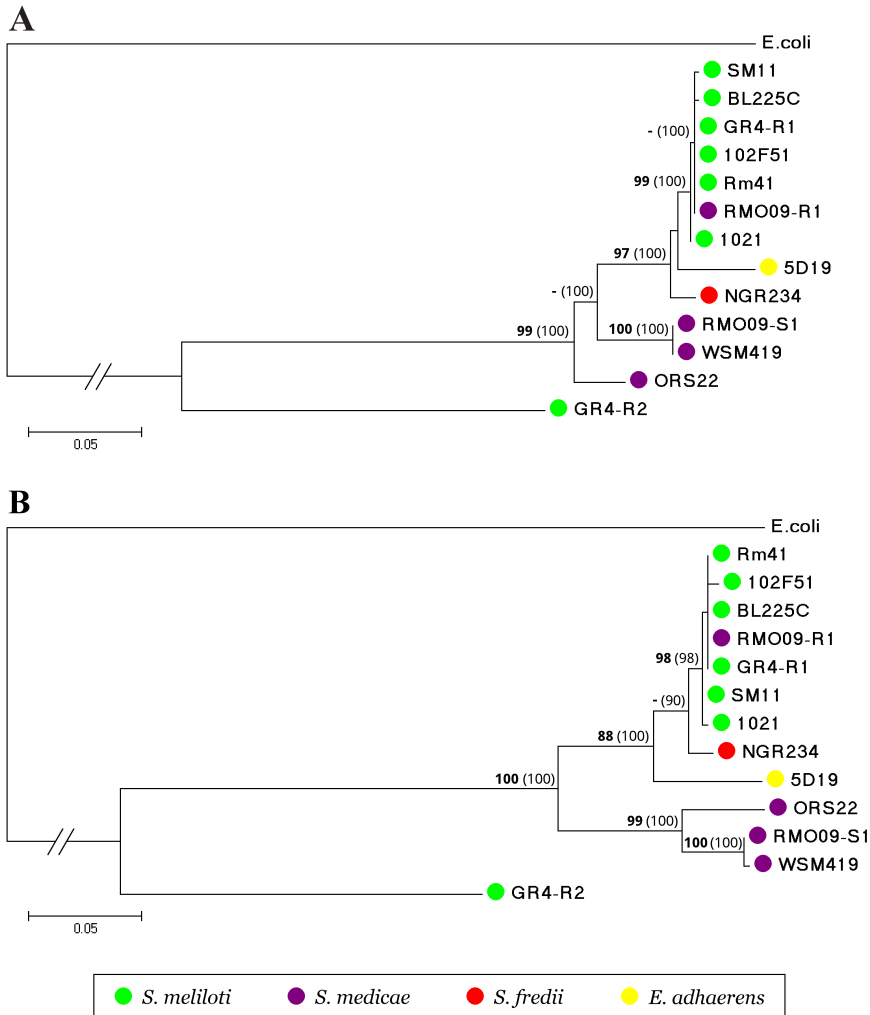 A
E.coli
SM11
BL225C
- (100)
GR4-R1
102F51
99 (100)
Rm41
RMO09-R1
1021
97 (100)
5D19
- (100)
NGR234
99 (100)
100 (100)
RMO09-S1
WSM419
ORS22
GR4-R2
0.05
B
E.coli
Rm41
102F51
BL225C
RMO09-R1
98 (98)
GR4-R1
SM11
- (90)
1021
88 (100)
NGR234
100 (100)
5D19
ORS22
99 (100)
RMO09-S1
100 (100)
WSM419
GR4-R2
0.05
S. meliloti S. medicae S. fredii E. adhaerens